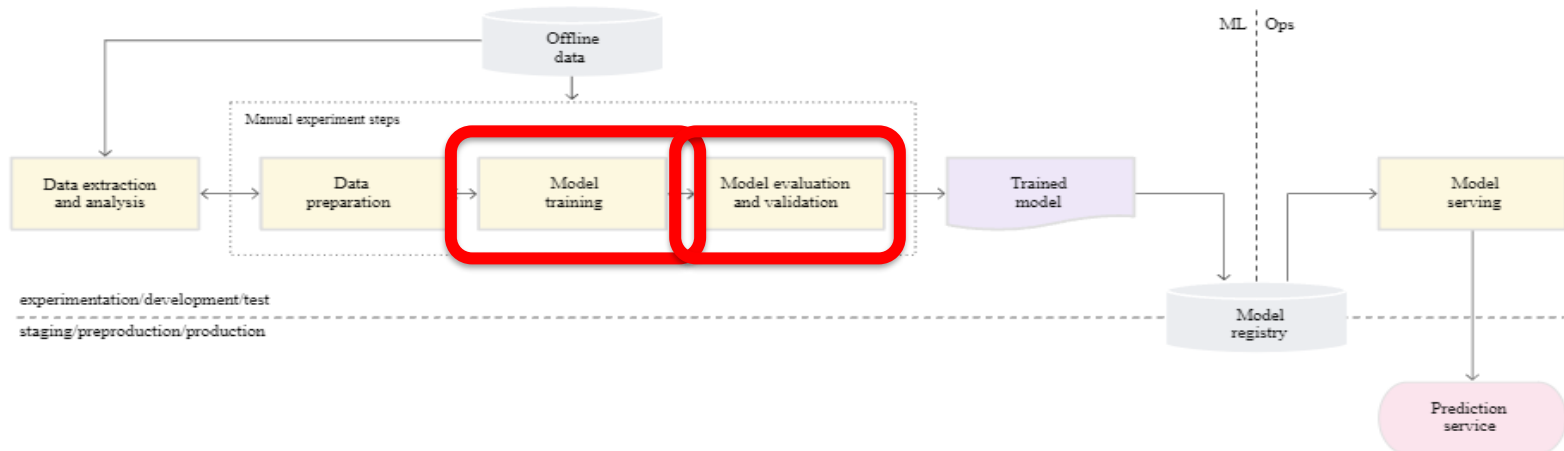 Offline
data
ML
Ops
Manual experiment steps
Data extraction
and analysis
Data
preparation
Model
training
Model evaluation
and validation
Trained
model
Model
serving
experimentation/development/test
staging/preproduction/production
Model
registry
Prediction
service